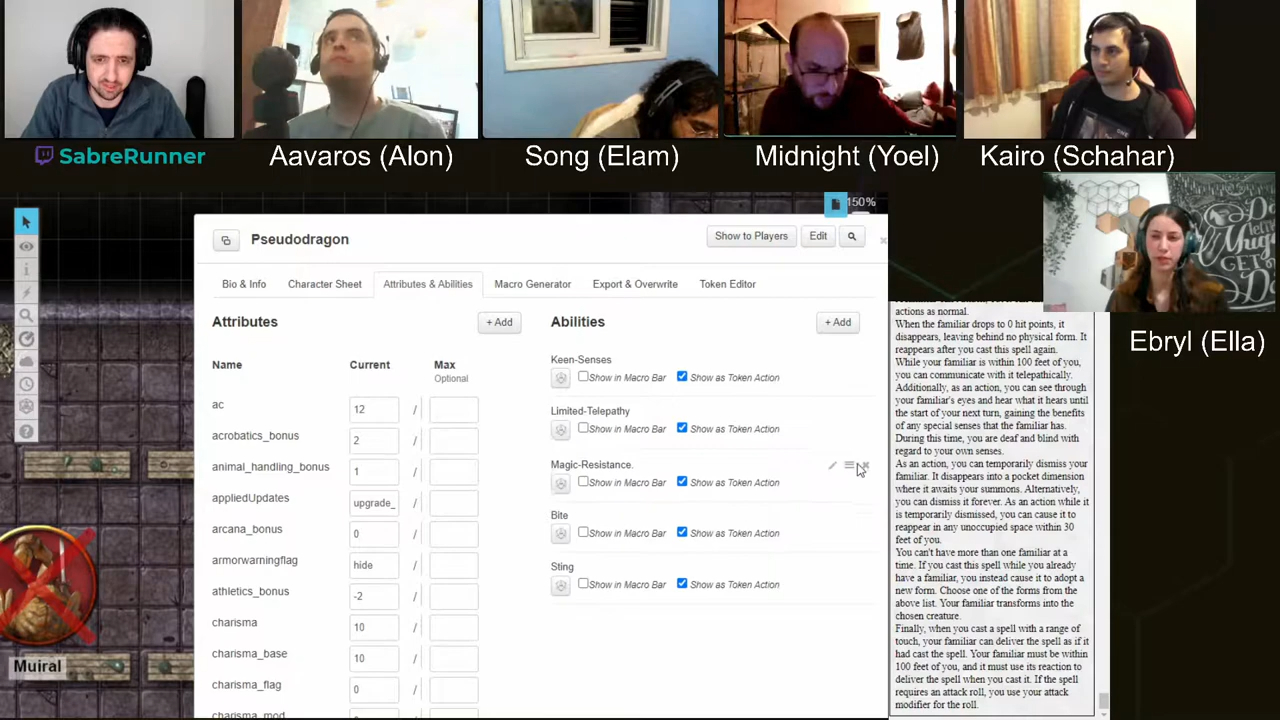 SabreRunner
Aavaros (Alon)
Song (Elam)
Midnight (Yoel)
Kairo (Schahar)
Ebryl (Ella)
150%
Pseudodragon
Show to Players
Edit
Bio & Info
Character Sheet
Attributes & Abilities
Macro Generator
Export & Overwrite
Token Editor
Attributes
+ Add
Name
Current
Max
Optional
ac
12 /
acrobatics_bonus
2 /
animal_handling_bonus
1 /
appliedUpdates
upgrade_ /
arcana_bonus
0 /
armorwarningflag
hide /
athletics_bonus
-2 /
charisma
10 /
charisma_base
10 /
charisma_flag
0 /
charisma_mod
Abilities
+ Add
Keen-Senses
Show in Macro Bar
Show as Token Action
Limited-Telepathy
Show in Macro Bar
Show as Token Action
Magic-Resistance.
Show in Macro Bar
Show as Token Action
Bite
Show in Macro Bar
Show as Token Action
Sting
Show in Macro Bar
Show as Token Action
Muiral
actions as normal.
When the familiar drops to 0 hit points, it
disappears, leaving behind no physical form. It
reappears after you cast this spell again.
While your familiar is within 100 feet of you,
you can communicate with it telepathically.
Additionally, as an action, you can see through
your familiar's eyes and hear what it hears until
the start of your next turn, gaining the benefits
of any special senses that the familiar has.
During this time, you are deaf and blind with
regard to your own senses.
As an action, you can temporarily dismiss your
familiar. It disappears into a pocket dimension
where it awaits your summons. Alternatively,
you can dismiss it forever. As an action while it
is temporarily dismissed, you can cause it to
reappear in any unoccupied space within 30
feet of you.
You can't have more than one familiar at a
time. If you cast this spell while you already
have a familiar, you instead cause it to adopt a
new form. Choose one of the forms from the
above list. Your familiar transforms into the
chosen creature.
Finally, when you cast a spell with a range of
touch, your familiar can deliver the spell as if it
had cast the spell. Your familiar must be within
100 feet of you, and it must use its reaction to
deliver the spell when you cast it. If the spell
requires an attack roll, you use your attack
modifier for the roll.